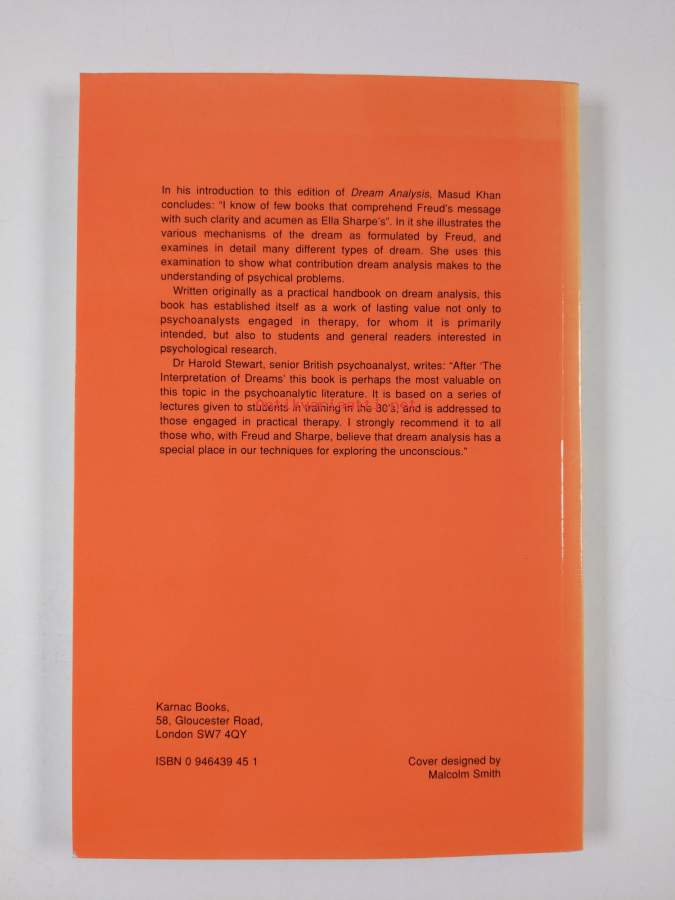 In his introduction to this edition of Dream Analysis, Masud Khan
concludes: “I know of few books that comprehend Freud's message
with such clarity and acumen as Ella Sharpe's”. In it she illustrates the
various mechanisms of the dream as formulated by Freud, and
examines in detail many different types of dream. She uses this
examination to show what contribution dream analysis makes to the
understanding of psychical problems.
Written originally as a practical handbook on dream analysis, this
book has established itself as a work of lasting value not only to
psychoanalysts engaged in therapy, for whom it is primarily
intended, but also to students and general readers interested in
psychological research.
Dr Harold Stewart, senior British psychoanalyst, writes: “After ‘The
Interpretation of Dreams’ this book is perhaps the most valuable on
this topic in the psychoanalytic literature. It is based on a series of
lectures given to students in training in the 30's, and is addressed to
those engaged in practical therapy. I strongly recommend it to all
those who, with Freud and Sharpe, believe that dream analysis has a
special place in our techniques for exploring the unconscious.”
Antikvariaatti.net
Karnac Books,
58, Gloucester Road,
London SW7 4QY
ISBN 0 946439 45 1
Cover designed by
Malcolm Smith